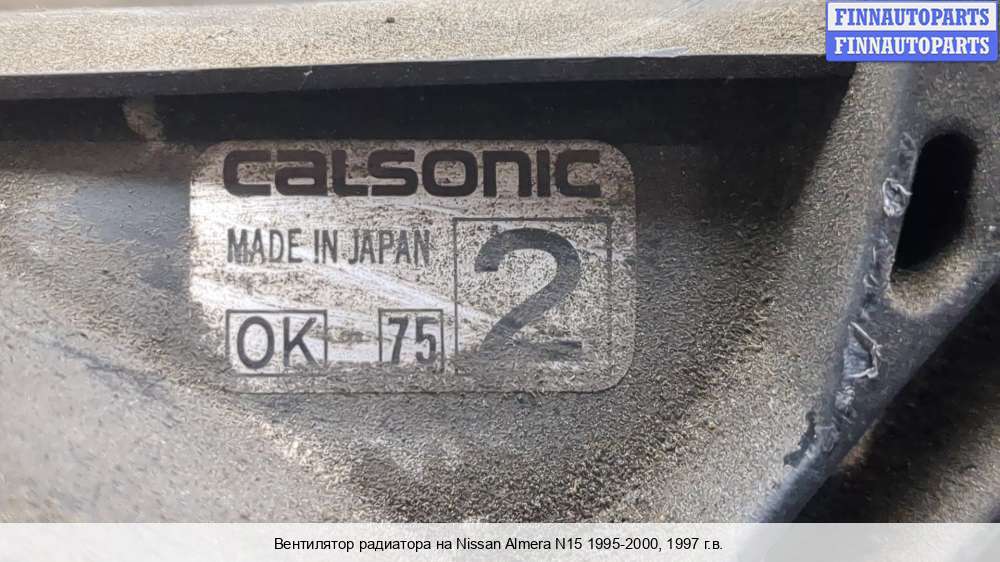 FINNAUTOPARTS
FINNAUTOPARTS
CALSONIC
MADE IN JAPAN
2
OK 75
Вентилятор радиатора на Nissan Almera N15 1995-2000, 1997 г.в.